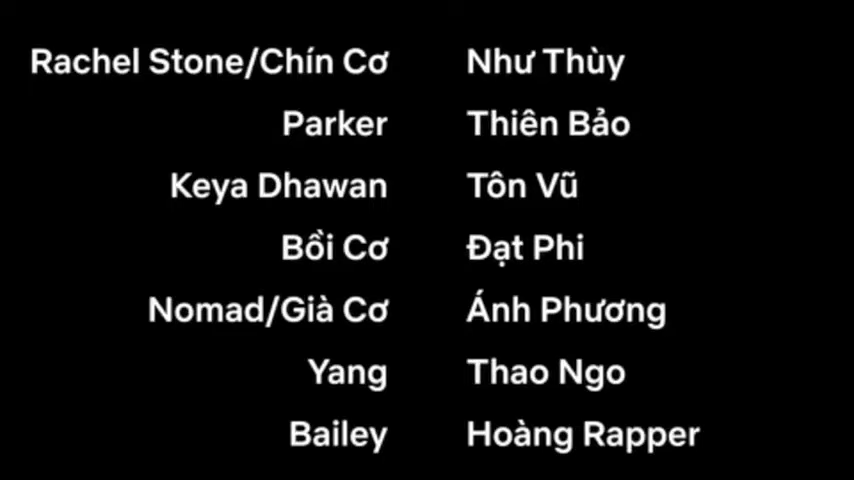 Rachel Stone/Chín Cơ Như Thùy
Parker Thiên Bảo
Keya Dhawan Tôn Vũ
Bồi Cơ Đạt Phi
Nomad/Già Cơ Ánh Phương
Yang Thao Ngo
Bailey Hoàng Rapper